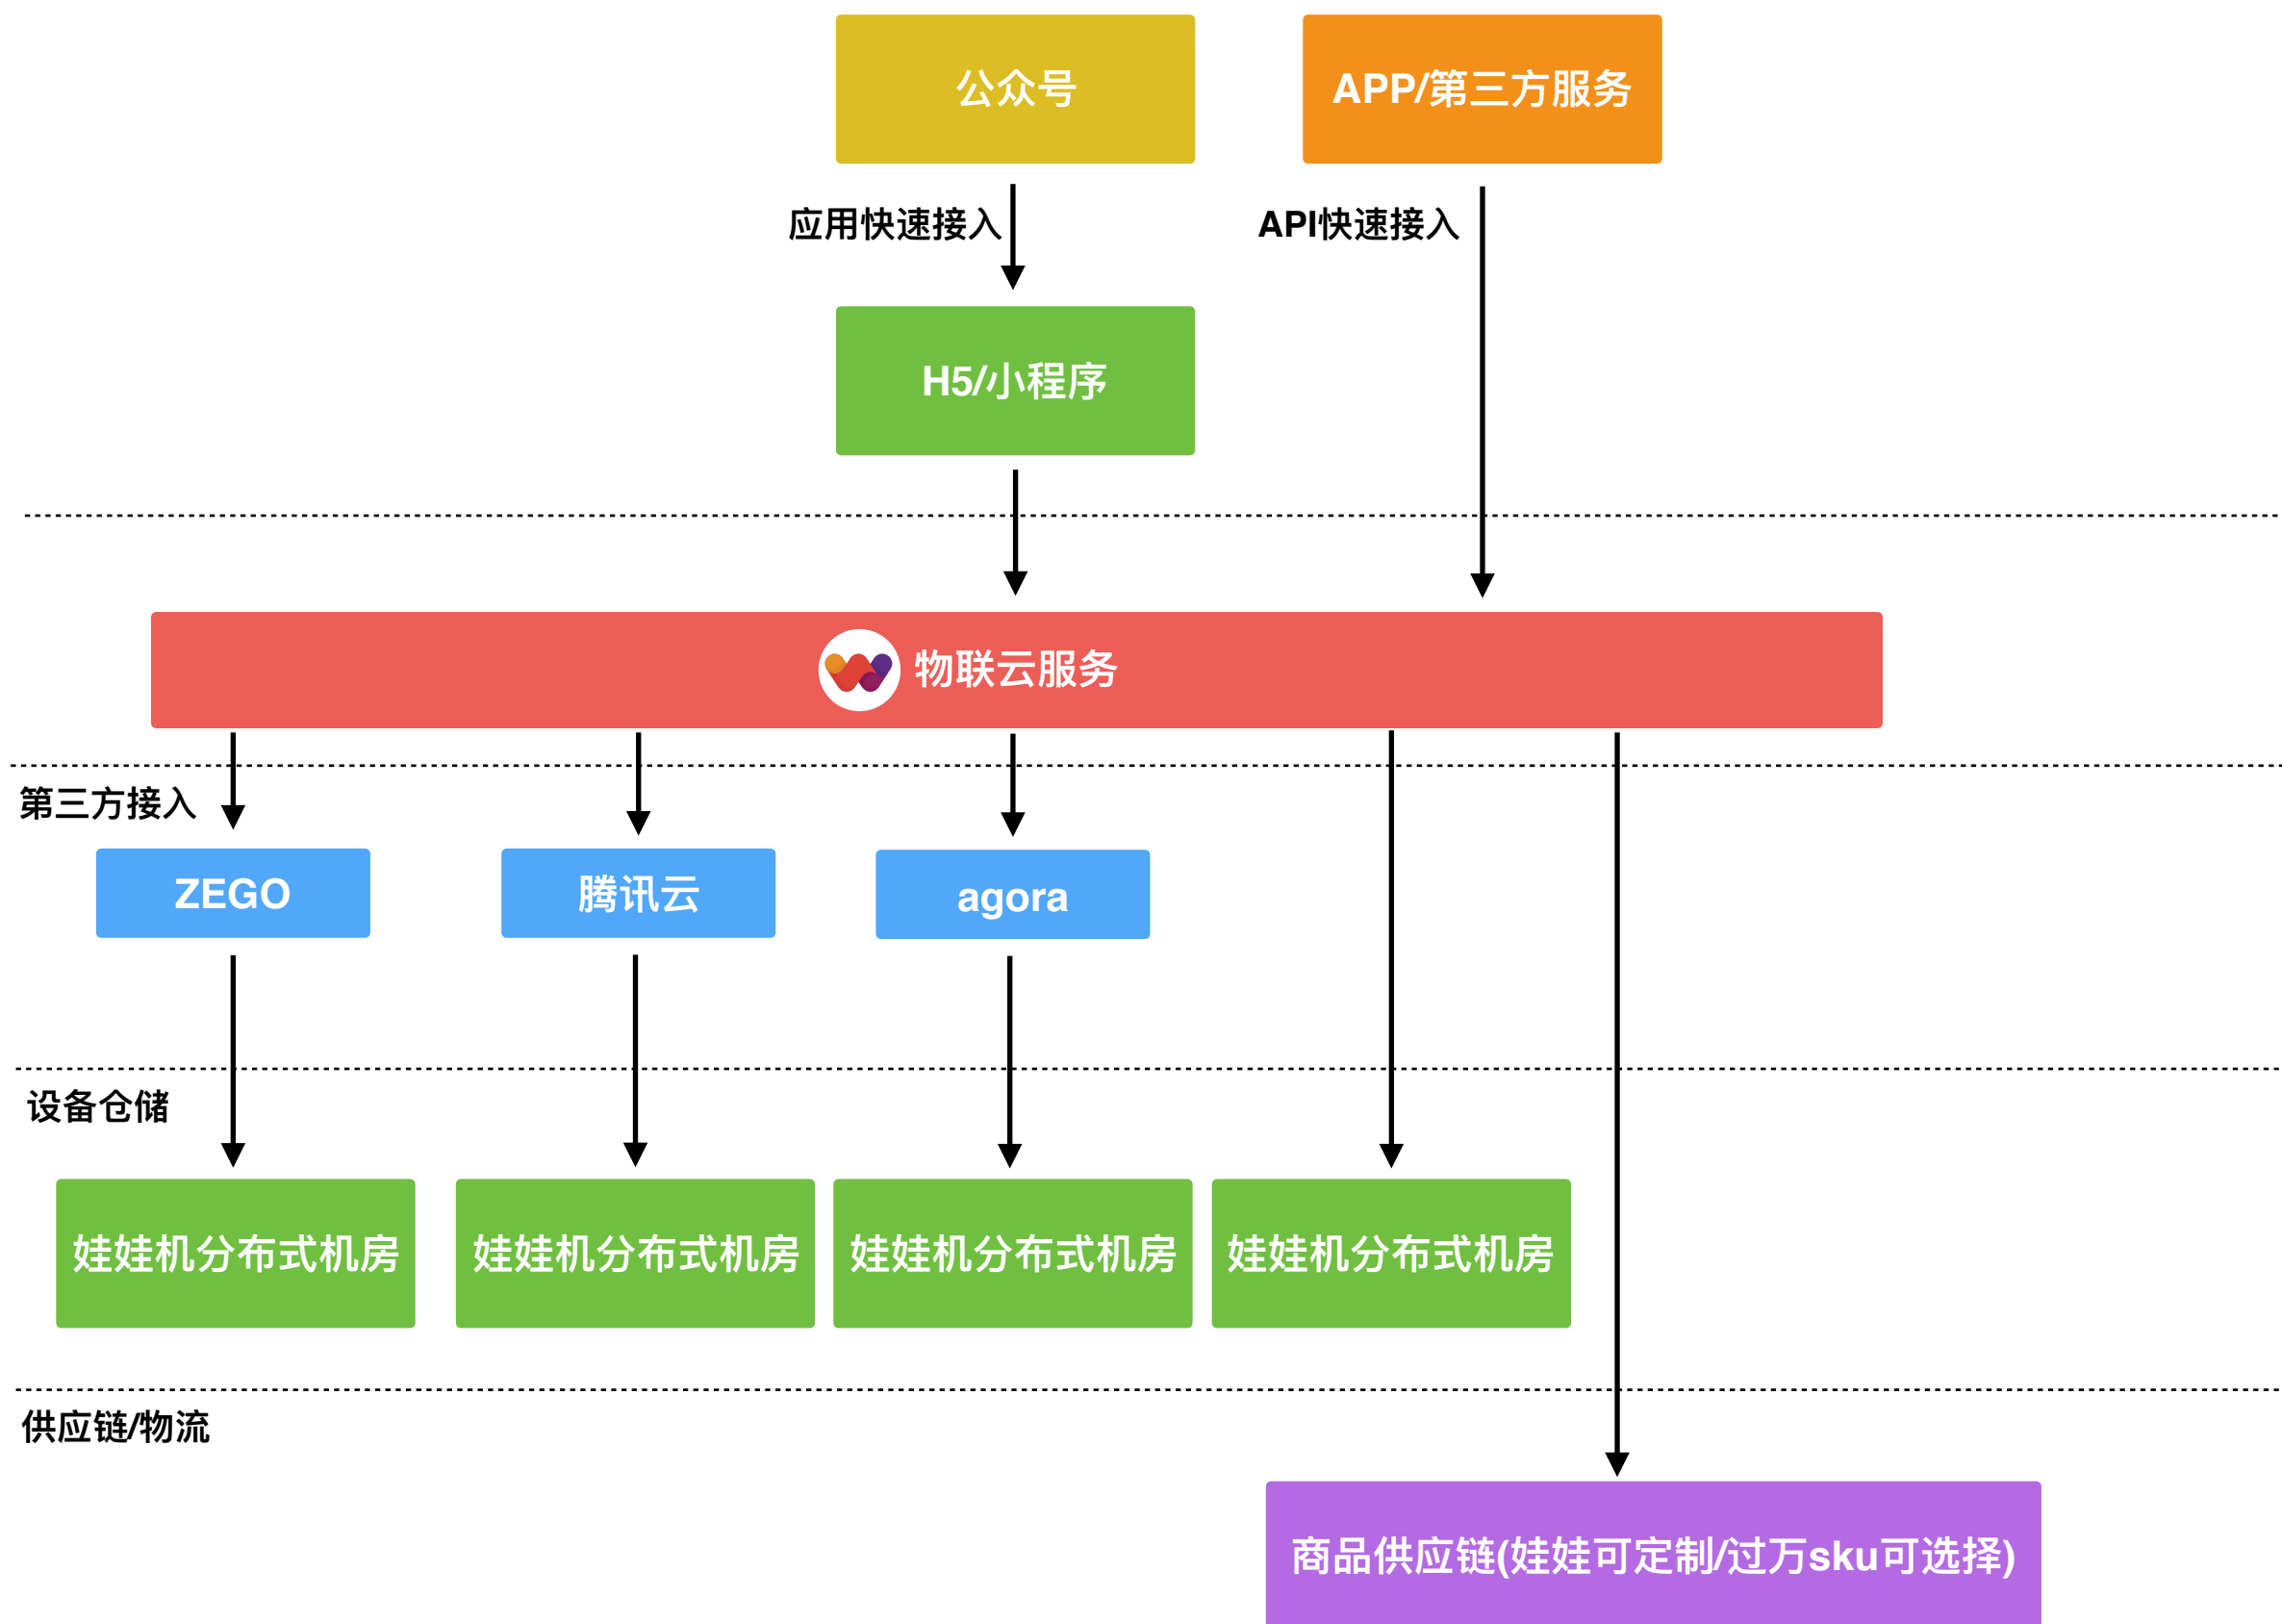 公众号
APP/第三方服务
应用快速接入
API快速接入
H5/小程序
物联云服务
第三方接入
ZEGO
腾讯云
agora
设备仓储
娃娃机分布式机房
娃娃机分布式机房
娃娃机分布式机房
娃娃机分布式机房
供应链/物流
商品供应链(娃娃可定制/过万sku可选择)